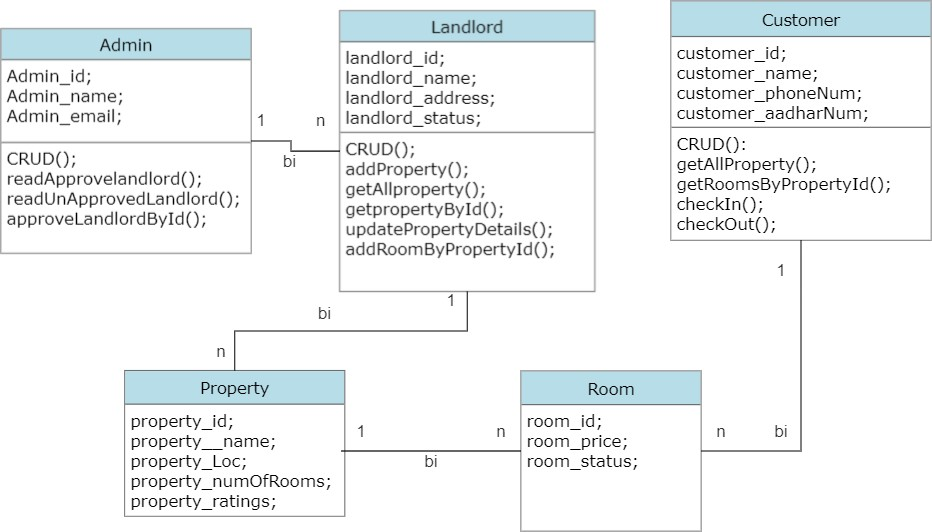 Admin
Admin_id;
Admin_name;
Admin_email;
CRUD();
readApprovelandlord();
readUnApprovedLandlord();
approveLandlordById();
1
n
bi
Landlord
landlord_id;
landlord_name;
landlord_address;
landlord_status;
CRUD();
addProperty();
getAllproperty();
getpropertyById();
updatePropertyDetails();
addRoomByPropertyId();
Customer
customer_id;
customer_name;
customer_phoneNum;
customer_aadharNum;
CRUD():
getAllProperty();
getRoomsByPropertyId();
checkIn();
checkOut();
1
bi
n
1
Property
property_id;
property__name;
property_Loc;
property_numOfRooms;
property_ratings;
1
n
bi
Room
room_id;
room_price;
room_status;
n
bi